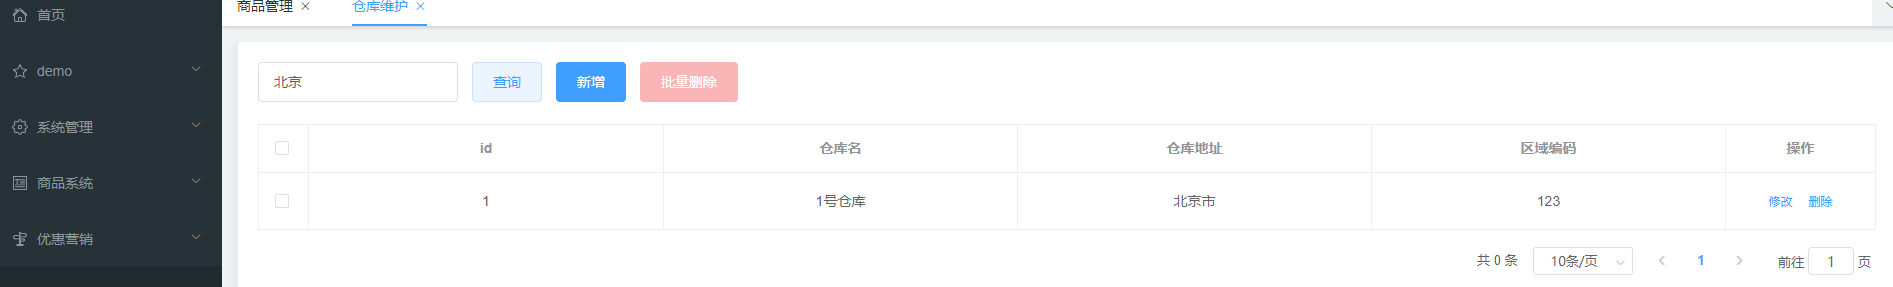 首页
demo
系统管理
商品系统
优惠营销
商品管理 × 仓库维护 ×
北京 查询 新增 批量删除
id 仓库名 仓库地址 区域编码 操作
1 1号仓库 北京市 123 修改 删除
共 0 条 10条/页 < 1 > 前往 1 页